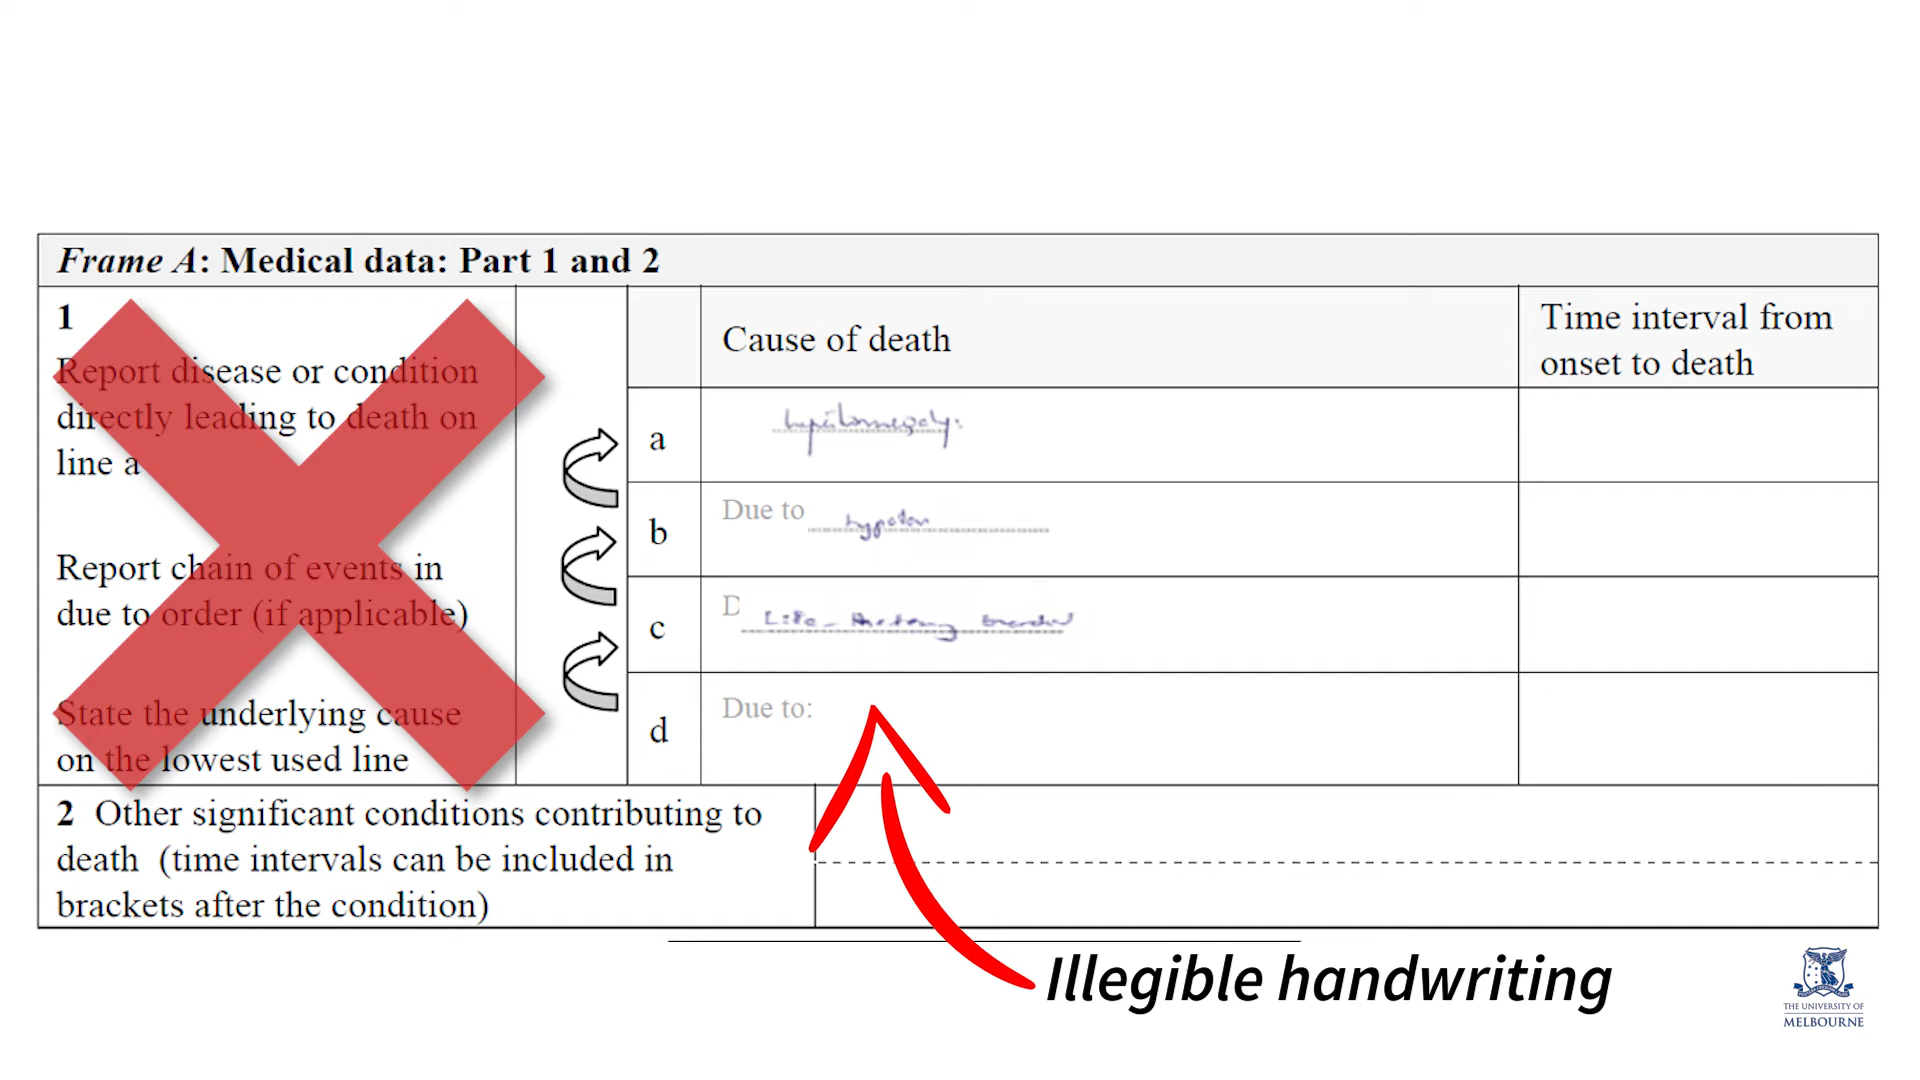 Frame A: Medical data: Part 1 and 2
1
Report disease or condition
directly leading to death on
line a
Report chain of events in
due to order (if applicable)
State the underlying cause
on the lowest used line
Cause of death
Time interval from
onset to death
a
b
Due to
c
D
d
Due to:
2 Other significant conditions contributing to
death (time intervals can be included in
brackets after the condition)
Illegible handwriting
THE UNIVERSITY OF
MELBOURNE